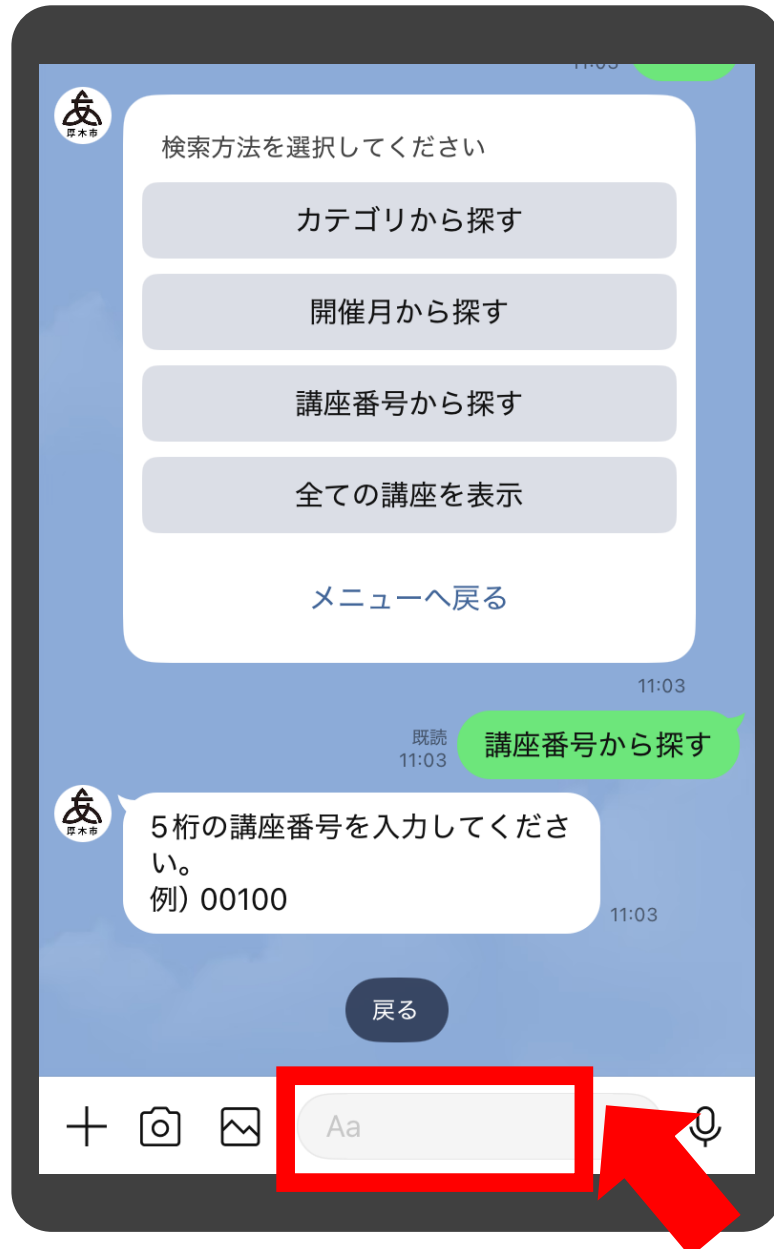 厚木市
検索方法を選択してください
カテゴリから探す
開催月から探す
講座番号から探す
全ての講座を表示
メニューへ戻る
11:03
既読
11:03
講座番号から探す
厚木市
5桁の講座番号を入力してくださ
い。
例) 00100
11:03
戻る
Aa